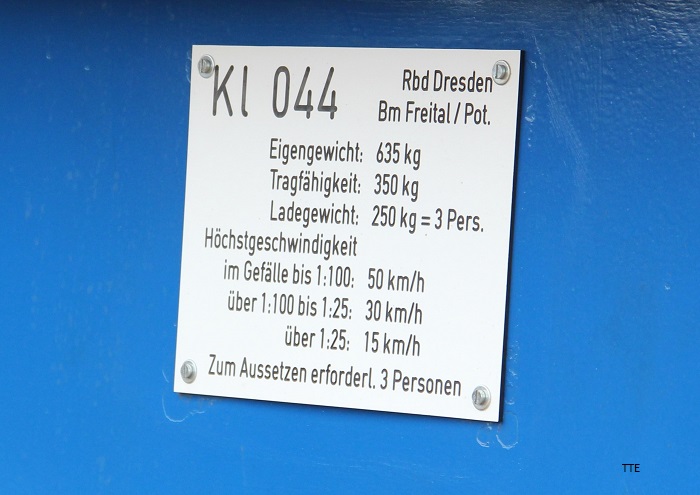 Kl 044
Rbd Dresden
Bm Freital / Pot.
Eigengewicht: 635 kg
Tragfähigkeit: 350 kg
Ladegewicht: 250 kg = 3 Pers.
Höchstgeschwindigkeit
im Gefälle bis 1:100: 50 km/h
über 1:100 bis 1:25: 30 km/h
über 1:25: 15 km/h
Zum Aussetzen erforderl. 3 Personen
TTE